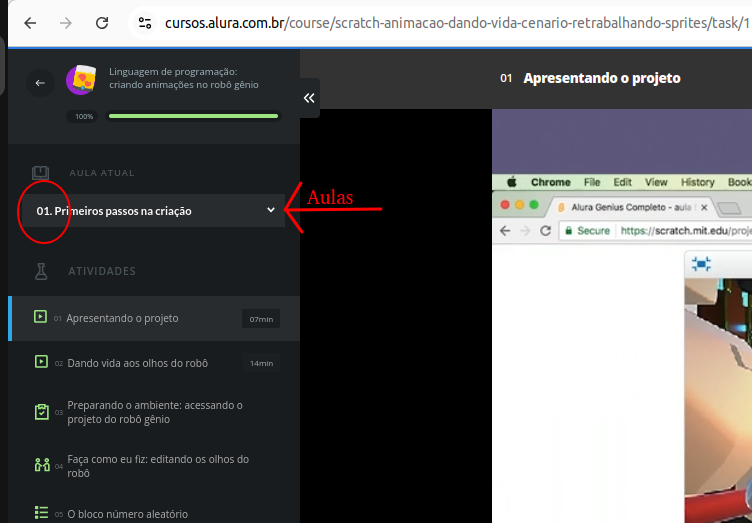 cursos.alura.com.br/course/scratch-animacao-dando-vida-cenario-retrabalhando-sprites/task/1
Linguagem de programação:
criando animações no robô gênio
100%
01 Apresentando o projeto
AULA ATUAL
Aulas
01. Primeiros passos na criação
ATIVIDADES
01 Apresentando o projeto 07min
02 Dando vida aos olhos do robô 14min
03 Preparando o ambiente: acessando o
projeto do robô gênio
04 Faça como eu fiz: editando os olhos do
robô
05 O bloco número aleatório
Chrome File Edit View History Book
Alura Genius Completo - aula
Secure https://scratch.mit.edu/proje